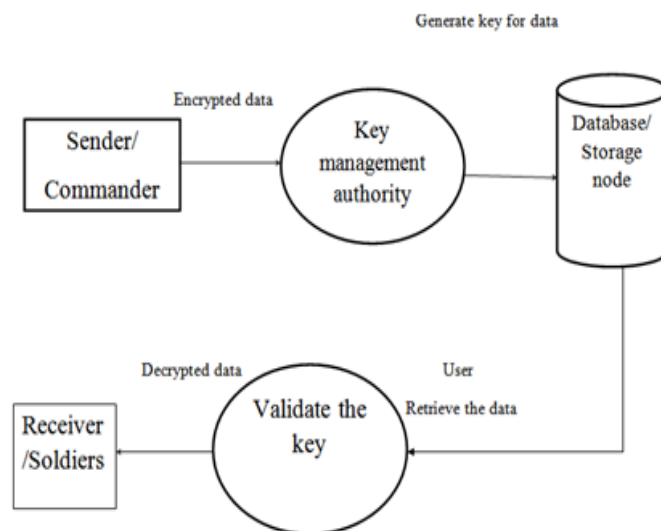 Generate key for data
Encrypted data
Sender/
Commander
Key
management
authority
Database/
Storage
node
Decrypted data
User
Retrieve the data
Validate the
key
Receiver
/Soldiers